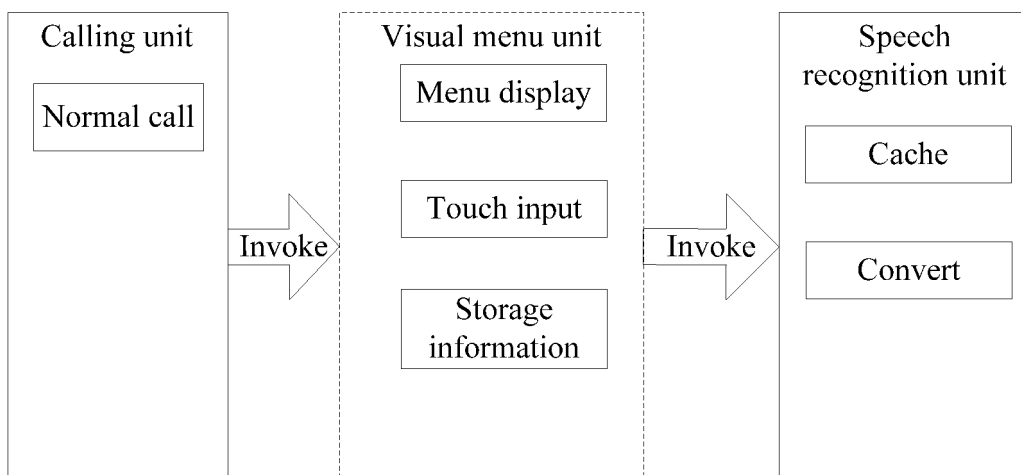 Calling unit
Normal call
Invoke
Visual menu unit
Menu display
Touch input
Storage
information
Invoke
Speech
recognition unit
Cache
Convert